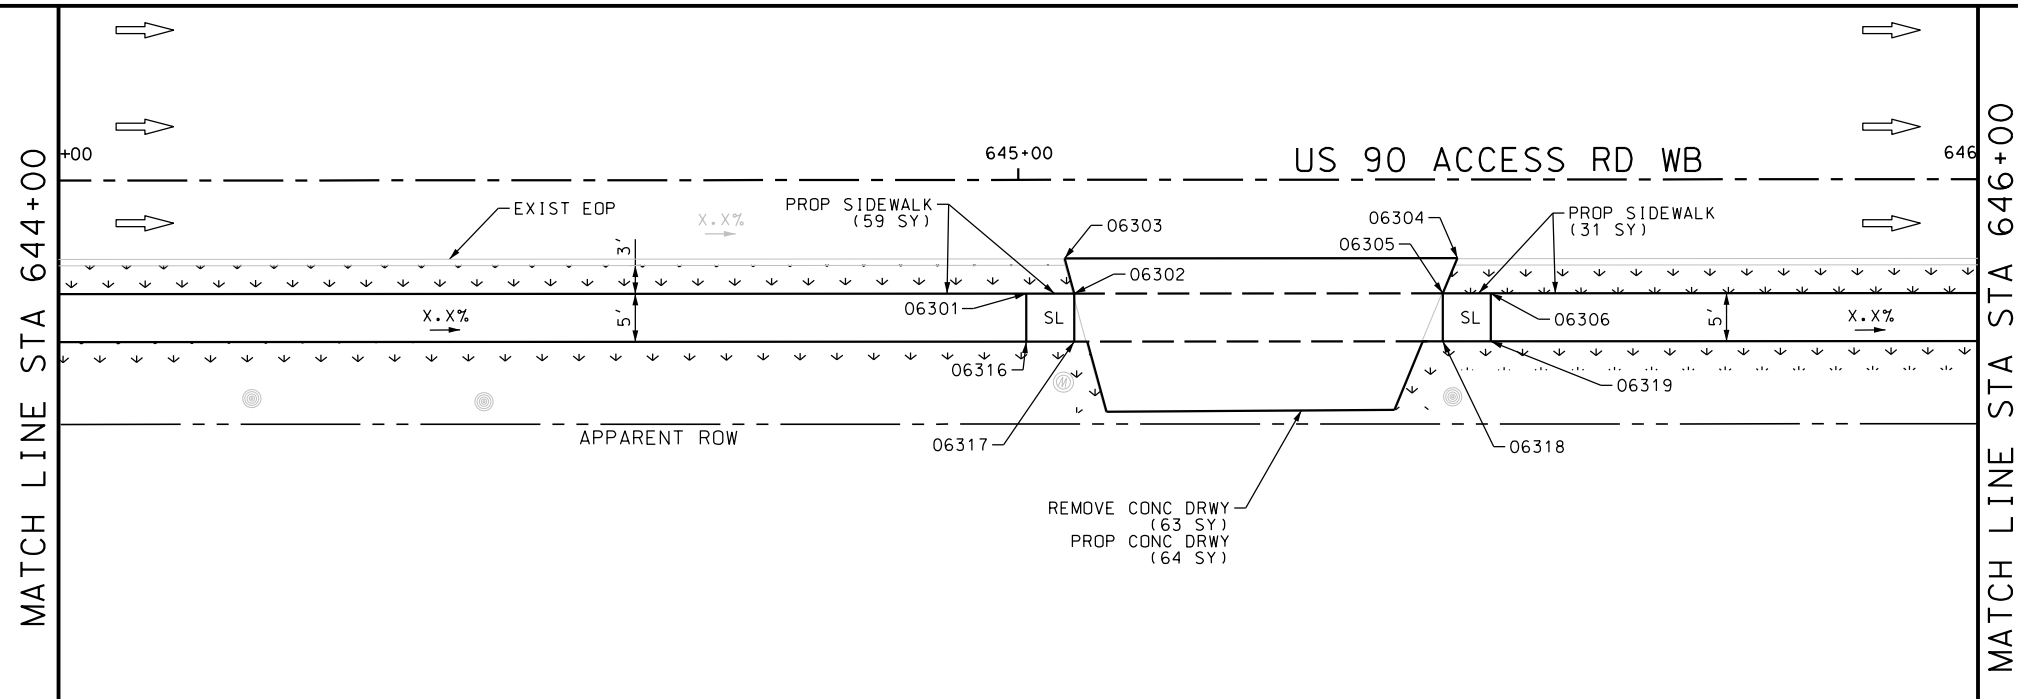 MATCH LINE STA 644+00
+00
645+00
646
US 90 ACCESS RD WB
EXIST EOP
X.X%
PROP SIDEWALK
(59 SY)
06303
06304
06305
PROP SIDEWALK
(31 SY)
3'
06302
06301
X.X%
5'
SL
SL
06306
5'
X.X%
06316
06319
APPARENT ROW
06317
06318
REMOVE CONC DRWY
(63 SY)
PROP CONC DRWY
(64 SY)
M
MATCH LINE STA STA 646+00